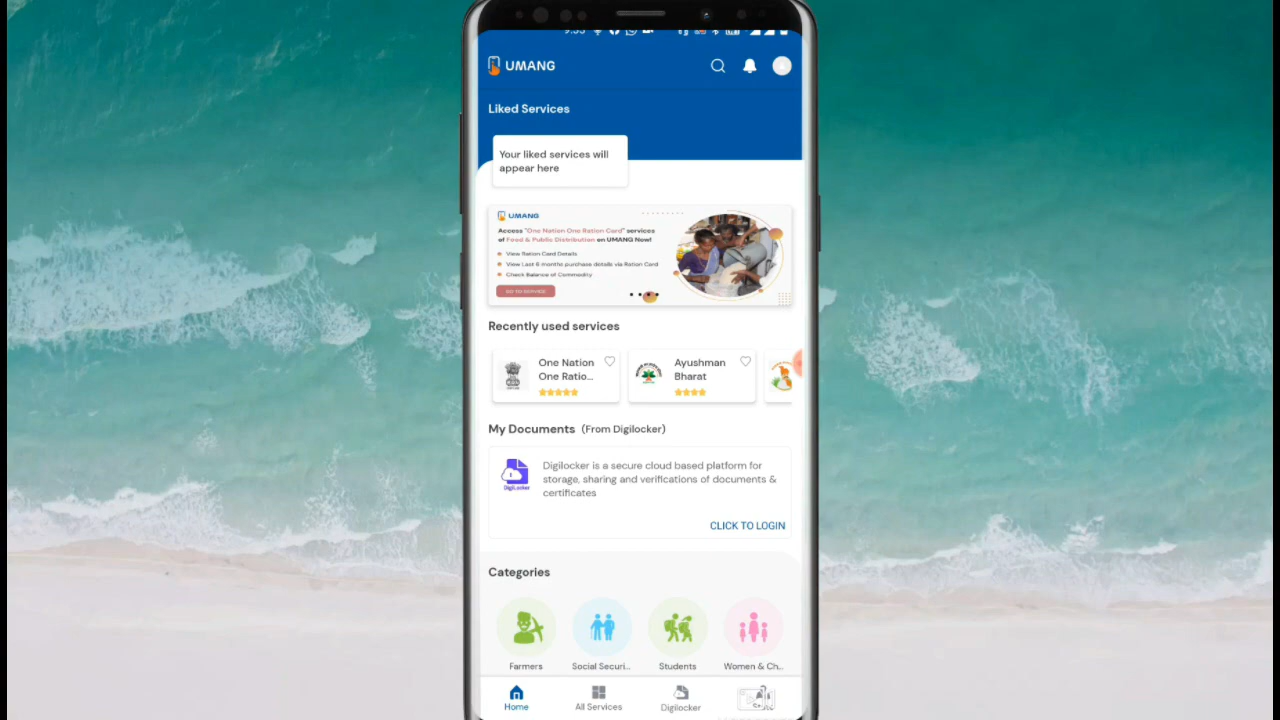 9:55
UMANG
Liked Services
Your liked services will
appear here
UMANG
Access "One Nation One Ration Card" services
of Food & Public Distribution on UMANG Now!
View Ration Card Details
View Last 6 months purchase details via Ration Card
Check Balance of Commodity
GO TO SERVICE
Recently used services
One Nation
One Ratio...
Ayushman
Bharat
My Documents (From Digilocker)
Digilocker is a secure cloud based platform for
storage, sharing and verifications of documents &
certificates
DigiLocker
CLICK TO LOGIN
Categories
Farmers
Social Securi...
Students
Women & Ch...
Home
All Services
Digilocker